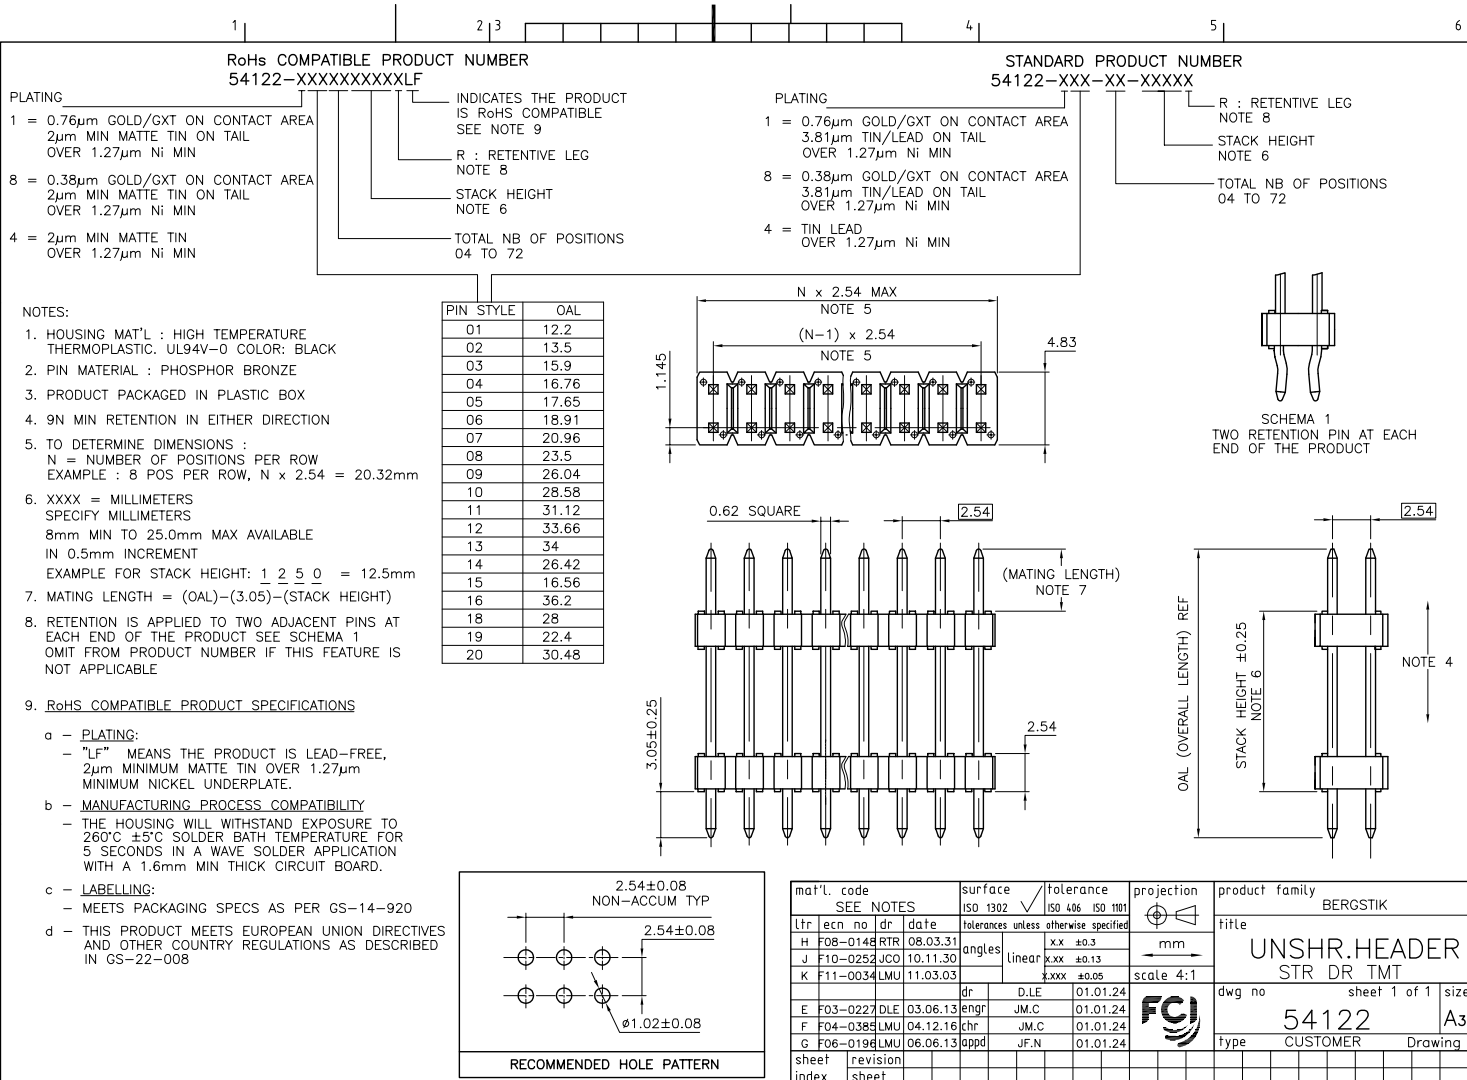 1
2
3
4
5
6
RoHs COMPATIBLE PRODUCT NUMBER
54122-XXXXXXXXXXLF
PLATING
1 = 0.76µm GOLD/GXT ON CONTACT AREA
2µm MIN MATTE TIN ON TAIL
OVER 1.27µm Ni MIN
8 = 0.38µm GOLD/GXT ON CONTACT AREA
2µm MIN MATTE TIN ON TAIL
OVER 1.27µm Ni MIN
4 = 2µm MIN MATTE TIN
OVER 1.27µm Ni MIN
INDICATES THE PRODUCT
IS RoHS COMPATIBLE
SEE NOTE 9
R : RETENTIVE LEG
NOTE 8
STACK HEIGHT
NOTE 6
TOTAL NB OF POSITIONS
04 TO 72
STANDARD PRODUCT NUMBER
54122-XXX-XX-XXXXX
PLATING
1 = 0.76µm GOLD/GXT ON CONTACT AREA
3.81µm TIN/LEAD ON TAIL
OVER 1.27µm Ni MIN
8 = 0.38µm GOLD/GXT ON CONTACT AREA
3.81µm TIN/LEAD ON TAIL
OVER 1.27µm Ni MIN
4 = TIN LEAD
OVER 1.27µm Ni MIN
R : RETENTIVE LEG
NOTE 8
STACK HEIGHT
NOTE 6
TOTAL NB OF POSITIONS
04 TO 72
NOTES:
1. HOUSING MAT'L : HIGH TEMPERATURE
THERMOPLASTIC. UL94V-0 COLOR: BLACK
2. PIN MATERIAL : PHOSPHOR BRONZE
3. PRODUCT PACKAGED IN PLASTIC BOX
4. 9N MIN RETENTION IN EITHER DIRECTION
5. TO DETERMINE DIMENSIONS :
N = NUMBER OF POSITIONS PER ROW
EXAMPLE : 8 POS PER ROW, N x 2.54 = 20.32mm
6. XXXX = MILLIMETERS
SPECIFY MILLIMETERS
8mm MIN TO 25.0mm MAX AVAILABLE
IN 0.5mm INCREMENT
EXAMPLE FOR STACK HEIGHT: 1 2 5 0 = 12.5mm
7. MATING LENGTH = (OAL)-(3.05)-(STACK HEIGHT)
8. RETENTION IS APPLIED TO TWO ADJACENT PINS AT
EACH END OF THE PRODUCT SEE SCHEMA 1
OMIT FROM PRODUCT NUMBER IF THIS FEATURE IS
NOT APPLICABLE
9. RoHS COMPATIBLE PRODUCT SPECIFICATIONS
a - PLATING:
- "LF" MEANS THE PRODUCT IS LEAD-FREE,
2µm MINIMUM MATTE TIN OVER 1.27µm
MINIMUM NICKEL UNDERPLATE.
b - MANUFACTURING PROCESS COMPATIBILITY
- THE HOUSING WILL WITHSTAND EXPOSURE TO
260°C ±5°C SOLDER BATH TEMPERATURE FOR
5 SECONDS IN A WAVE SOLDER APPLICATION
WITH A 1.6mm MIN THICK CIRCUIT BOARD.
c - LABELLING:
- MEETS PACKAGING SPECS AS PER GS-14-920
d - THIS PRODUCT MEETS EUROPEAN UNION DIRECTIVES
AND OTHER COUNTRY REGULATIONS AS DESCRIBED
IN GS-22-008
PIN STYLE OAL
01 12.2
02 13.5
03 15.9
04 16.76
05 17.65
06 18.91
07 20.96
08 23.5
09 26.04
10 28.58
11 31.12
12 33.66
13 34
14 26.42
15 16.56
16 36.2
18 28
19 22.4
20 30.48
N x 2.54 MAX
NOTE 5
(N-1) x 2.54
NOTE 5
4.83
1.145
SCHEMA 1
TWO RETENTION PIN AT EACH
END OF THE PRODUCT
0.62 SQUARE
2.54
(MATING LENGTH)
NOTE 7
3.05±0.25
2.54
2.54
OAL (OVERALL LENGTH) REF
STACK HEIGHT ±0.25
NOTE 6
NOTE 4
2.54±0.08
NON-ACCUM TYP
2.54±0.08
ø1.02±0.08
RECOMMENDED HOLE PATTERN
mat'l. code
SEE NOTES
surface
ISO 1302
tolerance
ISO 406 ISO 1101
projection
product family
BERGSTIK
ltr ecn no dr date
tolerances unless otherwise specified
H F08-0148 RTR 08.03.31
J F10-0252 JCO 10.11.30
K F11-0034 LMU 11.03.03
E F03-0227 DLE 03.06.13
F F04-0385 LMU 04.12.16
G F06-0196 LMU 06.06.13
angles
linear
x.x ±0.3
x.xx ±0.13
x.xxx ±0.05
dr D.LE 01.01.24
engr JM.C 01.01.24
chr JM.C 01.01.24
appd JF.N 01.01.24
mm
scale 4:1
FCJ
title
UNSHR.HEADER
STR DR TMT
dwg no
sheet 1 of 1
size
54122
A3
type CUSTOMER Drawing
sheet revision
index sheet